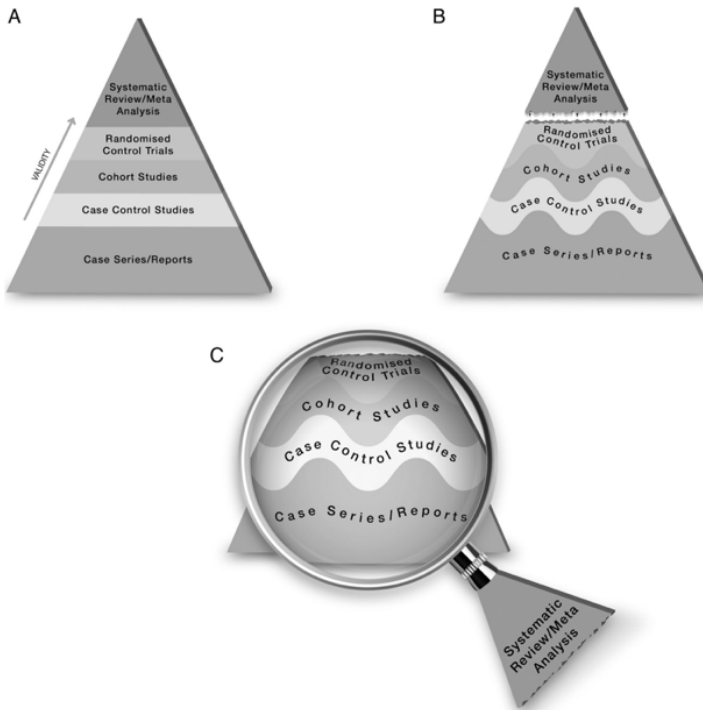 A
Systematic
Review/Meta
Analysis
Randomised
Control Trials
Cohort Studies
Case Control Studies
Case Series/Reports
VALIDITY
B
Systematic
Review/Meta
Analysis
Randomised
Control Trials
Cohort Studies
Case Control Studies
Case Series/Reports
C
Randomised
Control Trials
Cohort Studies
Case Control Studies
Case Series/Reports
Systematic
Review/Meta
Analysis